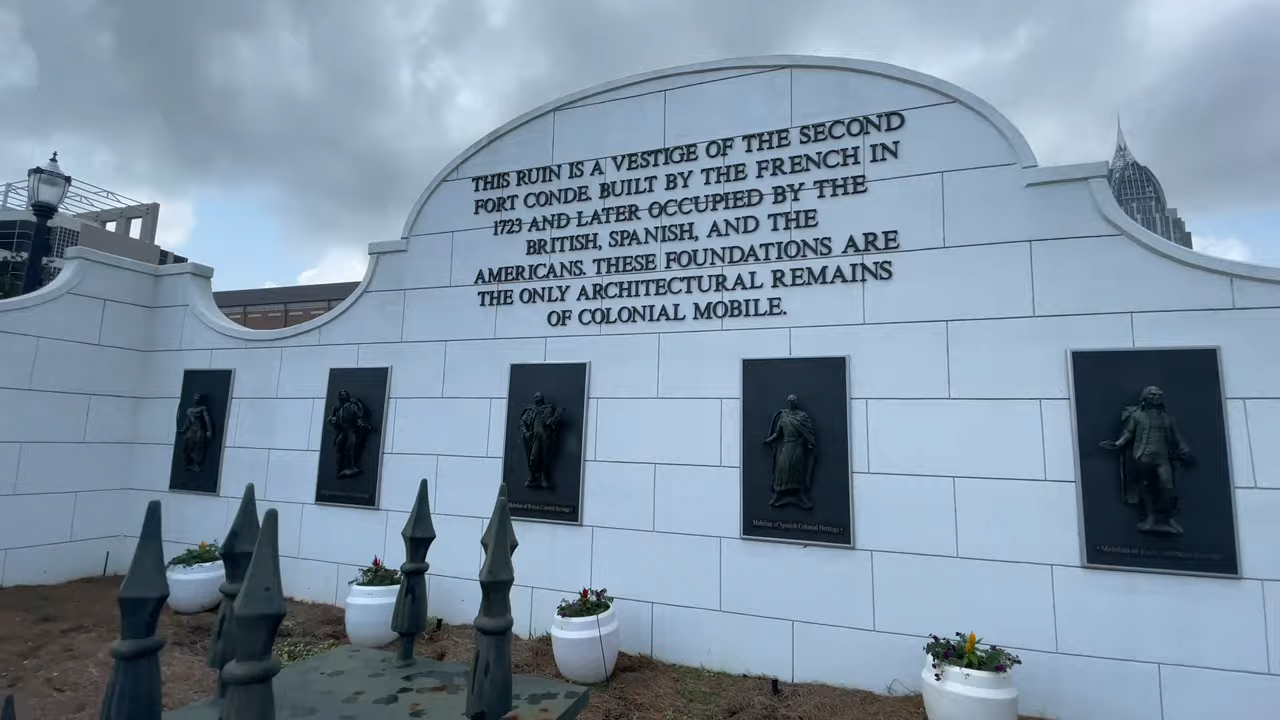 THIS RUIN IS A VESTIGE OF THE SECOND
FORT CONDE, BUILT BY THE FRENCH IN
1723 AND LATER OCCUPIED BY THE
BRITISH, SPANISH, AND THE
AMERICANS. THESE FOUNDATIONS ARE
THE ONLY ARCHITECTURAL REMAINS
OF COLONIAL MOBILE.
Mobilian of British Colonial Heritage •
Mobilian of Spanish Colonial Heritage •
• Mobilian of